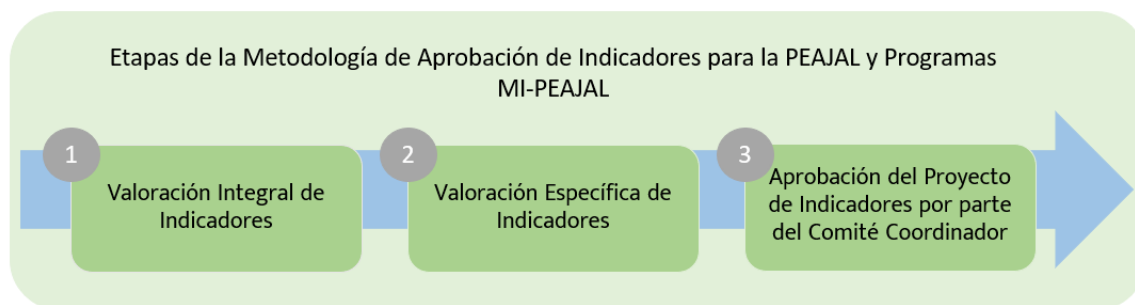 Etapas de la Metodología de Aprobación de Indicadores para la PEAJAL y Programas
MI-PEAJAL
1
Valoración Integral de
Indicadores
2
Valoración Específica de
Indicadores
3
Aprobación del Proyecto
de Indicadores por parte
del Comité Coordinador